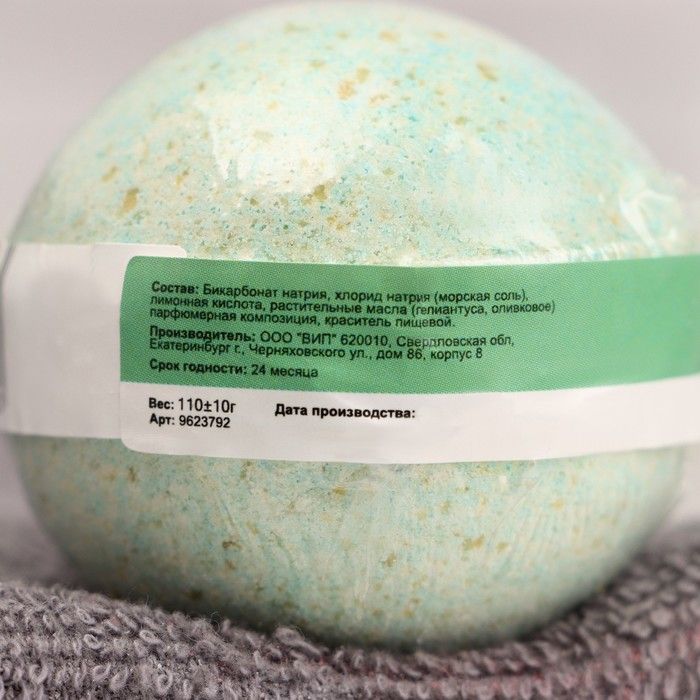 Состав: Бикарбонат натрия, хлорид натрия (морская соль),
лимонная кислота, растительные масла (гелиантуса, оливковое)
парфюмерная композиция, краситель пищевой.
Производитель: ООО "ВИП" 620010, Свердловская обл,
Екатеринбург г., Черняховского ул., дом 86, корпус 8
Срок годности: 24 месяца
Вес: 110±10г
Дата производства:
Арт: 9623792